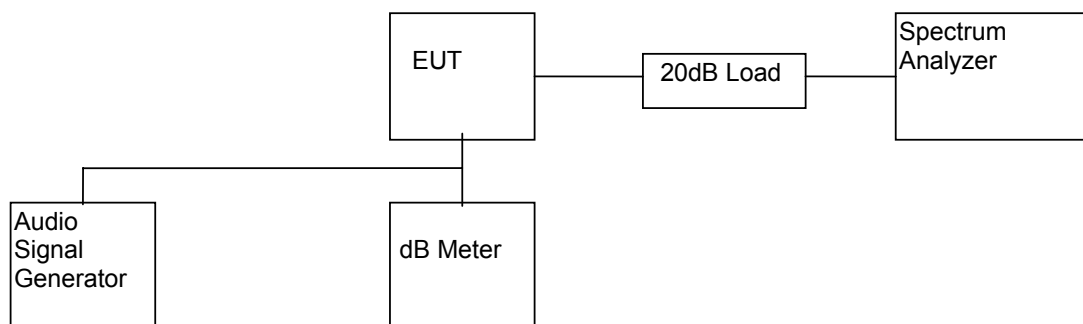 EUT
20dB Load
Spectrum
Analyzer
Audio
Signal
Generator
dB Meter